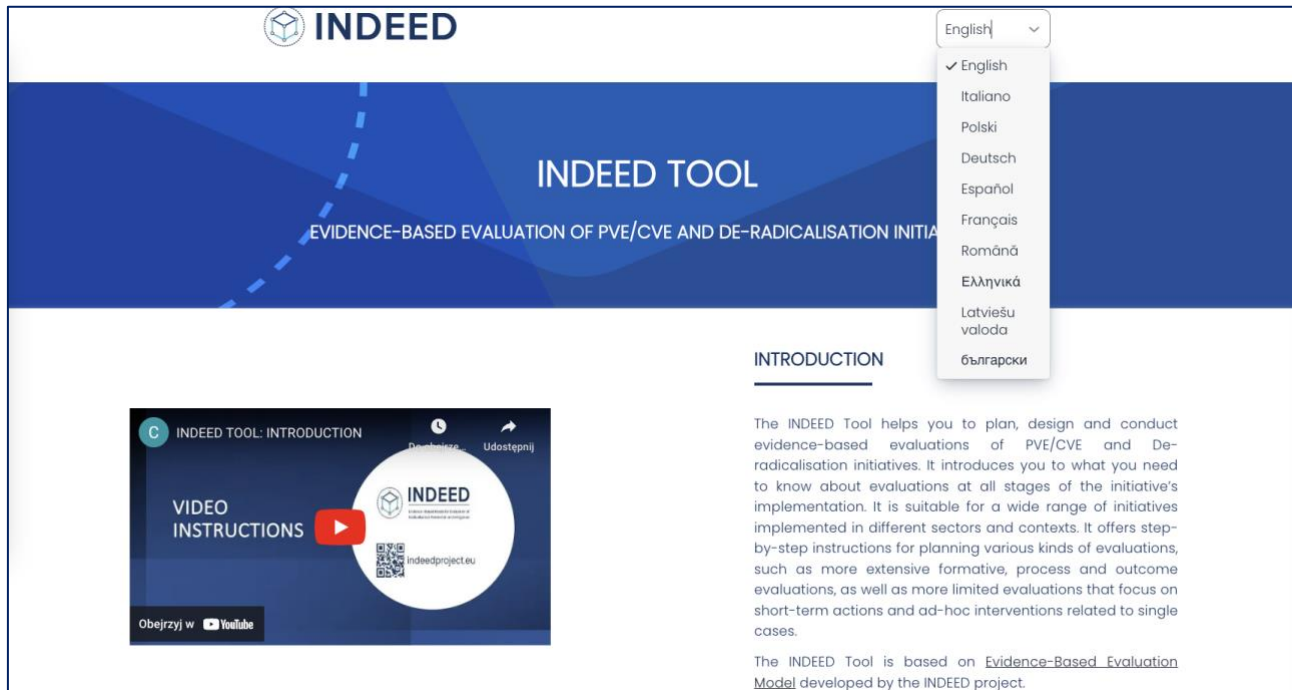 INDEED
English
English
Italiano
Polski
Deutsch
Español
Français
Română
Ελληνικά
Latviešu
valoda
български
INDEED TOOL
EVIDENCE-BASED EVALUATION OF PVE/CVE AND DE-RADICALISATION INITIA
C INDEED TOOL: INTRODUCTION
Do obejrze... Udostępnij
VIDEO
INSTRUCTIONS
INDEED
indeedproject.eu
Obejrzyj w YouTube
INTRODUCTION
The INDEED Tool helps you to plan, design and conduct
evidence-based evaluations of PVE/CVE and De-
radicalisation initiatives. It introduces you to what you need
to know about evaluations at all stages of the initiative's
implementation. It is suitable for a wide range of initiatives
implemented in different sectors and contexts. It offers step-
by-step instructions for planning various kinds of evaluations,
such as more extensive formative, process and outcome
evaluations, as well as more limited evaluations that focus on
short-term actions and ad-hoc interventions related to single
cases.
The INDEED Tool is based on Evidence-Based Evaluation
Model developed by the INDEED project.